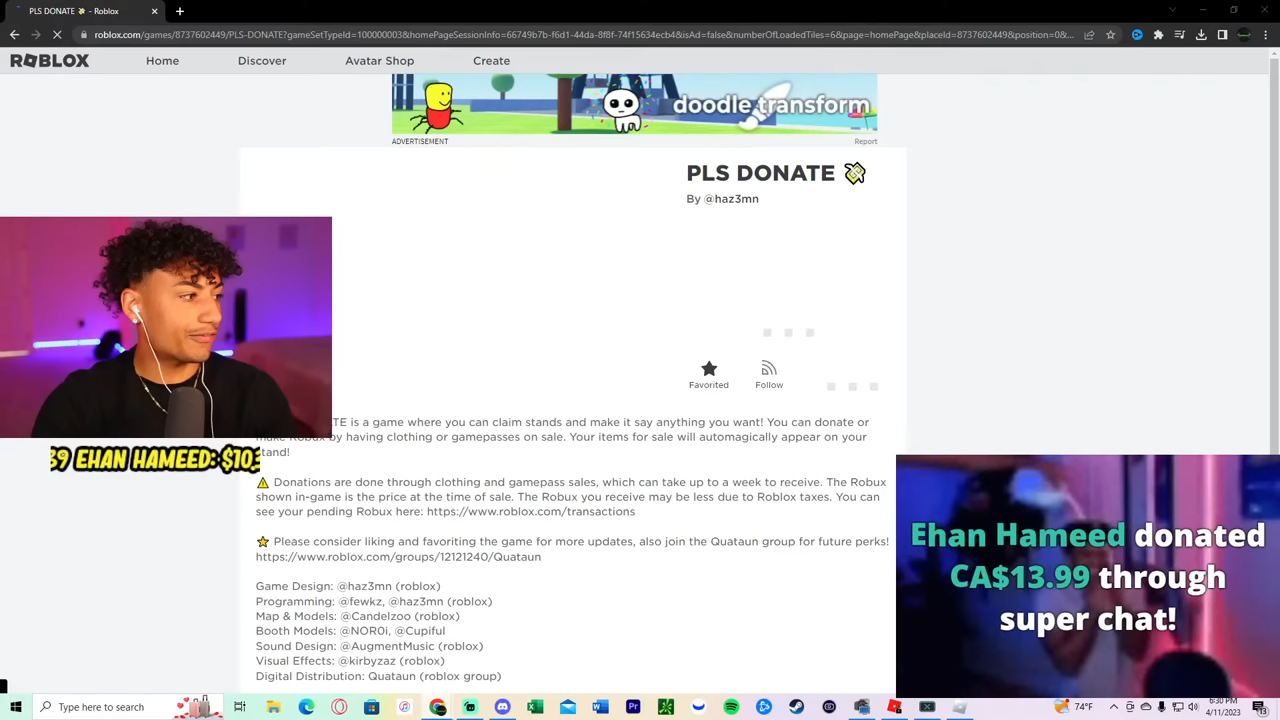 PLS DONATE - Roblox
roblox.com/games/8737602449/PLS-DONATE?gameSetTypeId=100000003&homePageSessionInfo=66749b7b-f6d1-44da-8f8f-74f15634ecb4&isAd=false&numberOfLoadedTiles=6&page=homePage&placeId=8737602449&position=0&...
ROBLOX Home Discover Avatar Shop Create
doodle transform
ADVERTISEMENT Report
PLS DONATE
By @haz3mn
Favorited Follow
TE is a game where you can claim stands and make it say anything you want! You can donate or
make Robux by having clothing or gamepasses on sale. Your items for sale will automagically appear on your
stand!
39 EHAN HAMEED: $10
Donations are done through clothing and gamepass sales, which can take up to a week to receive. The Robux
shown in-game is the price at the time of sale. The Robux you receive may be less due to Roblox taxes. You can
see your pending Robux here: https://www.roblox.com/transactions
Please consider liking and favoriting the game for more updates, also join the Quataun group for future perks!
https://www.roblox.com/groups/12121240/Quataun
Game Design: @haz3mn (roblox)
Programming: @fewkz, @haz3mn (roblox)
Map & Models: @Candelzoo (roblox)
Booth Models: @NOR0i, @Cupiful
Sound Design: @AugmentMusic (roblox)
Visual Effects: @kirbyzaz (roblox)
Digital Distribution: Quataun (roblox group)
Ehan Hameed donated
CA$13.99 through
super chat!
Type here to search
74°F
6:30 PM
4/11/2023